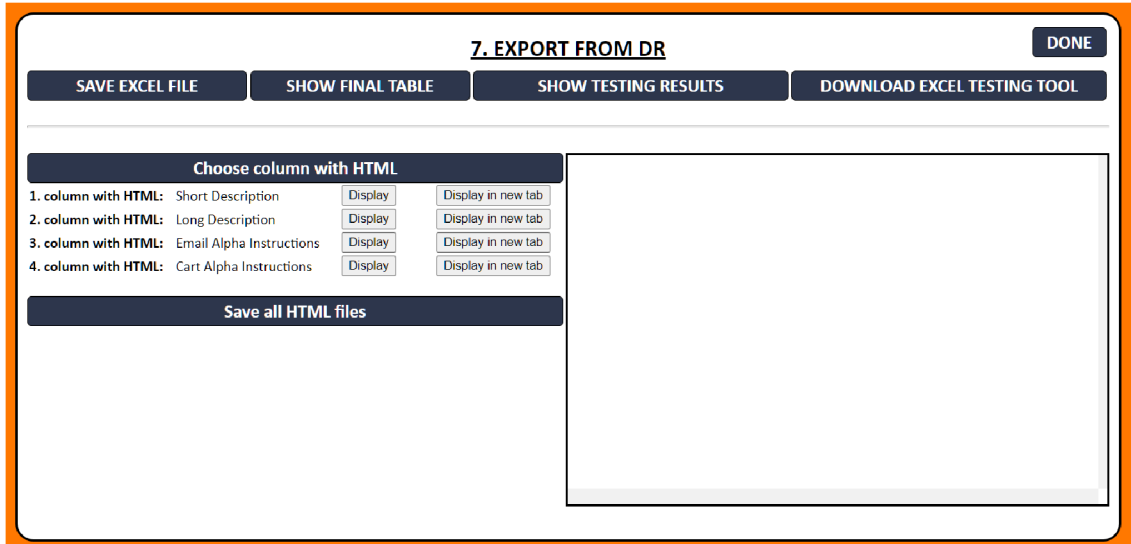 7. EXPORT FROM DR
DONE
SAVE EXCEL FILE SHOW FINAL TABLE SHOW TESTING RESULTS DOWNLOAD EXCEL TESTING TOOL
Choose column with HTML
1. column with HTML: Short Description Display Display in new tab
2. column with HTML: Long Description Display Display in new tab
3. column with HTML: Email Alpha Instructions Display Display in new tab
4. column with HTML: Cart Alpha Instructions Display Display in new tab
Save all HTML files